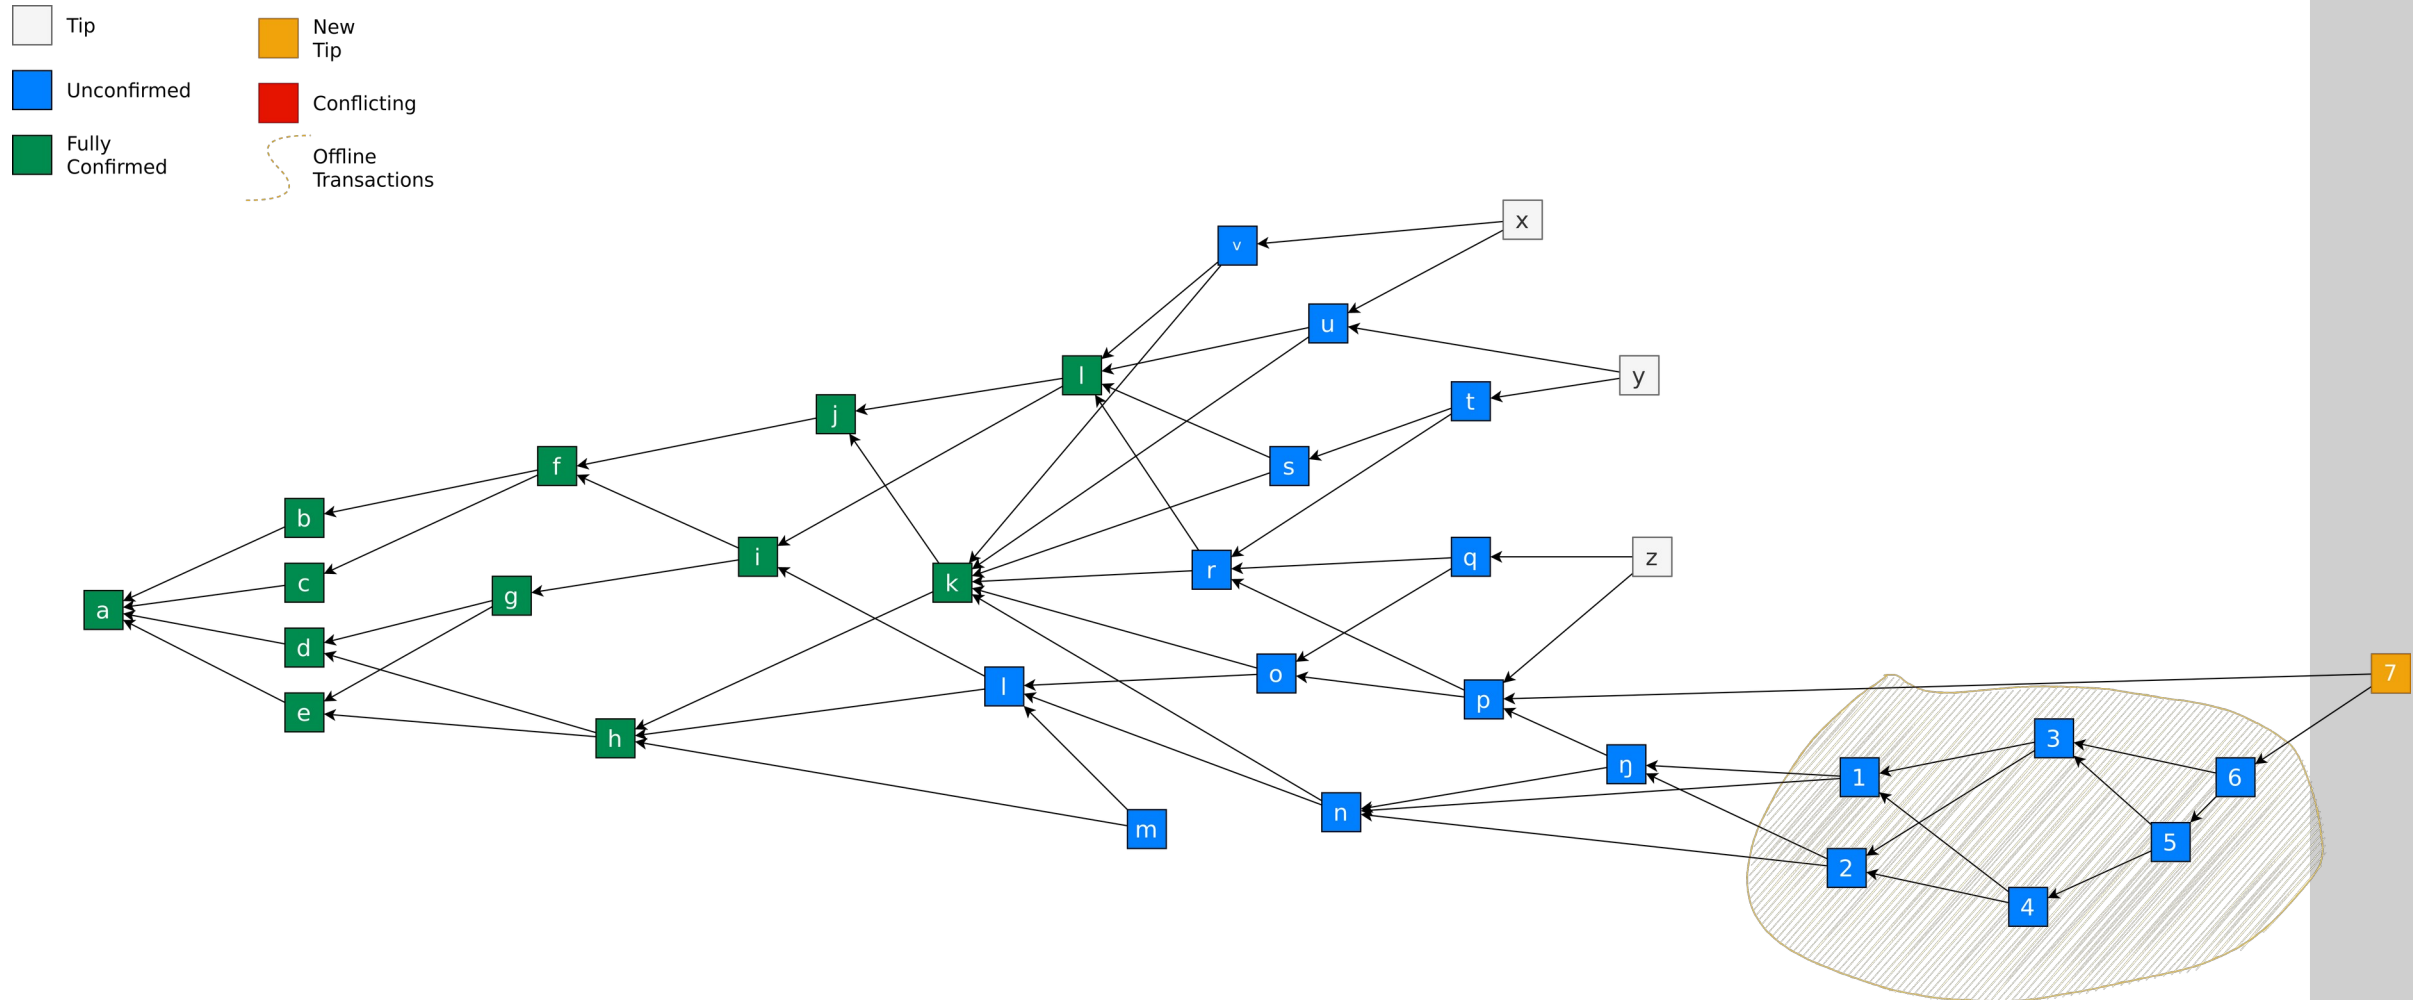 Tip
New
Tip
Unconfirmed
Conflicting
Fully
Confirmed
Offline
Transactions
x
v
u
l
y
t
j
f
s
b
i
q
z
c
k
r
g
a
d
o
7
l
p
e
h
3
ŋ
1
6
n
m
5
2
4